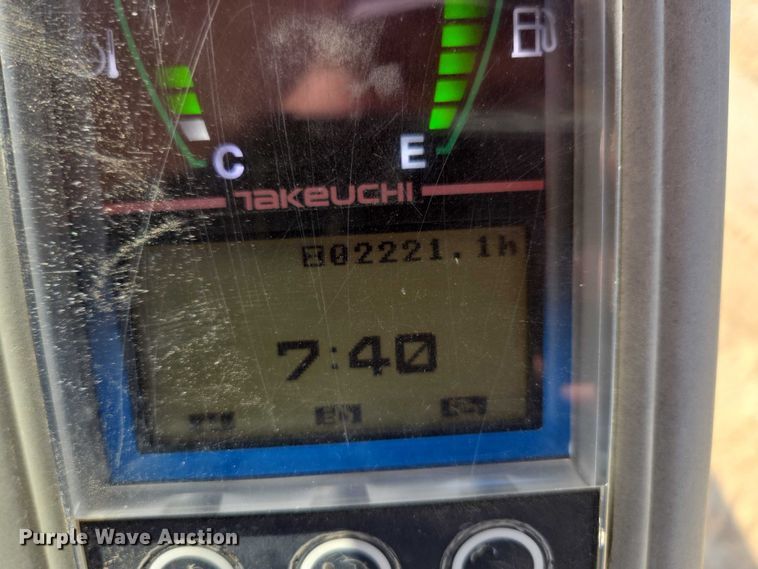 C
E
TAKEUCHI
02221.1h
7:40
Purple Wave Auction®